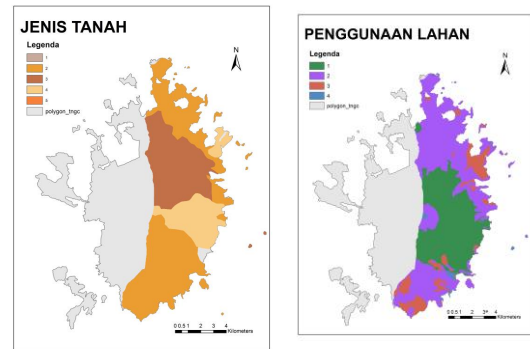 JENIS TANAH
Legenda
1
2
3
4
5
polygon_tngc
N
0 0.5 1 2 3 4
Kilometers
PENGGUNAAN LAHAN
Legenda
1
2
3
4
polygon_tngc
N
0 0.5 1 2 3 4
Kilometers